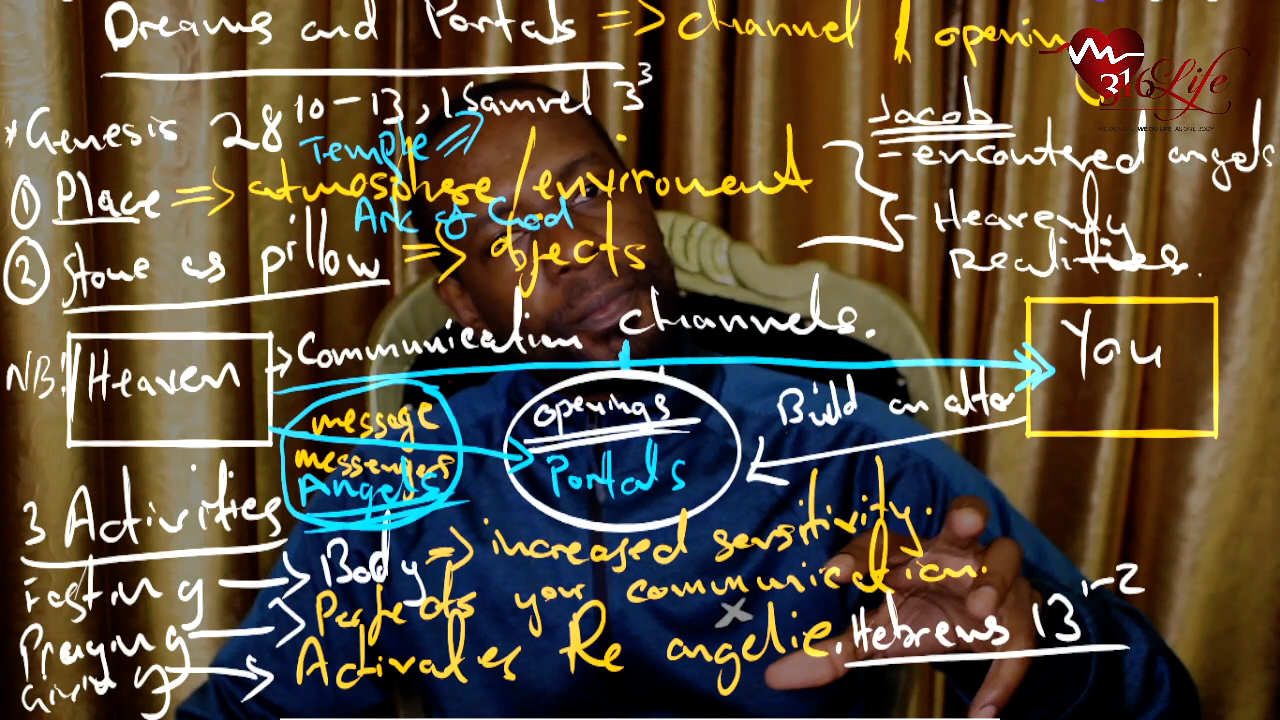 Dreams and Portals => channel / opening
316 Life
* Genesis 28 10-13, 1 Samuel 3 3
Temple =>
① Place => atmosphere/enviroment
Ark of God
② Stone as pillow => objects
Jacob
- encountered angels
- Heavenly
Realities.
NB! Heaven
-> Communication channels.
You
message
messengers
Angels
openings
Portals
Build an altar
3 Activities
Fasting -> Body => increased sensitivity.
Praying -> Perfects your communication.
Giving -> Activates the angelic. Hebrews 13 1-2